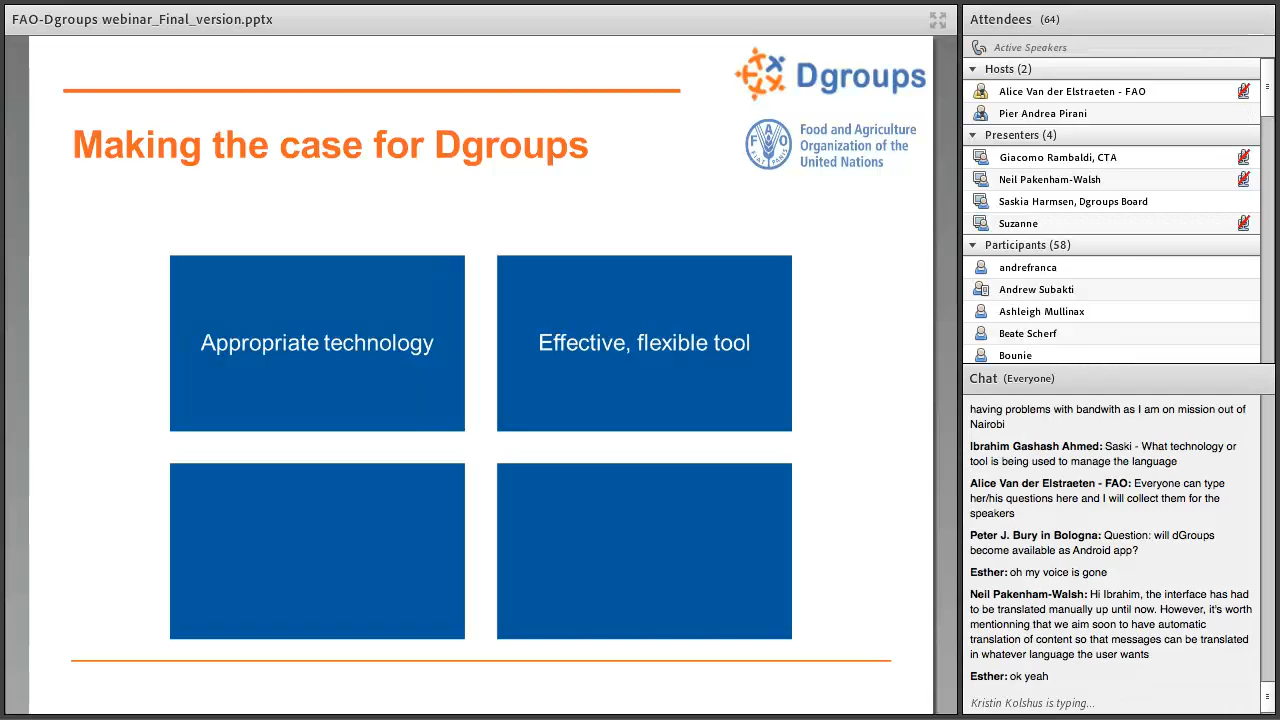 FAO-Dgroups webinar_Final_version.pptx
Dgroups
Making the case for Dgroups
FAO
FIAT PANIS
Food and Agriculture
Organization of the
United Nations
Appropriate technology
Effective, flexible tool
Attendees (64)
Active Speakers
Hosts (2)
Alice Van der Elstraeten - FAO
Pier Andrea Pirani
Presenters (4)
Giacomo Rambaldi, CTA
Neil Pakenham-Walsh
Saskia Harmsen, Dgroups Board
Suzanne
Participants (58)
andrefranca
Andrew Subakti
Ashleigh Mullinax
Beate Scherf
Bounie
Chat (Everyone)
having problems with bandwith as I am on mission out of
Nairobi
Ibrahim Gashash Ahmed: Saski - What technology or
tool is being used to manage the language
Alice Van der Elstraeten - FAO: Everyone can type
her/his questions here and I will collect them for the
speakers
Peter J. Bury in Bologna: Question: will dGroups
become available as Android app?
Esther: oh my voice is gone
Neil Pakenham-Walsh: Hi Ibrahim, the interface has had
to be translated manually up until now. However, it's worth
mentionning that we aim soon to have automatic
translation of content so that messages can be translated
in whatever language the user wants
Esther: ok yeah
Kristin Kolshus is typing...